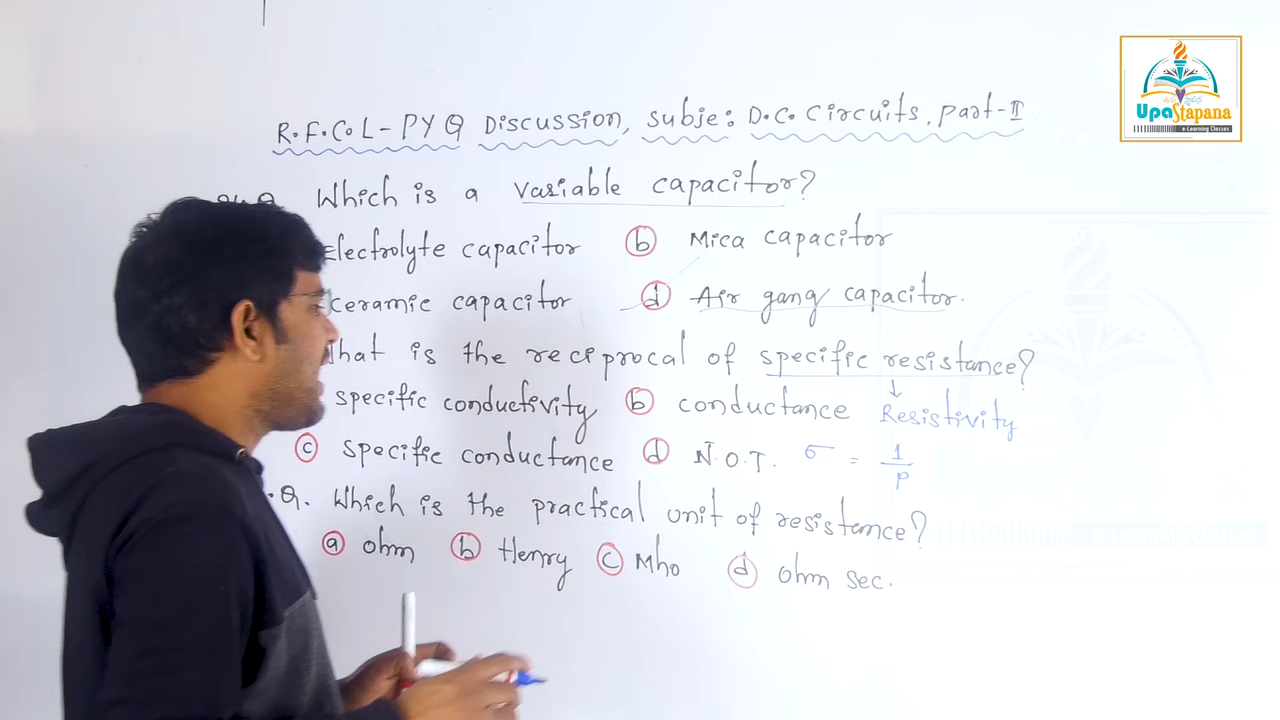 R.F.C.L - PYQ Discussion, Subje: D.C. Circuits, Part-II
Which is a variable capacitor?
Electrolyte capacitor ⓑ Mica capacitor
ceramic capacitor ⓓ Air gang capacitor.
What is the reciprocal of specific resistance?
specific conductivity ⓑ conductance Resistivity
ⓒ specific conductance ⓓ N.O.T. σ = 1/ρ
Q. Which is the practical unit of resistance?
ⓐ ohm ⓑ Henry ⓒ Mho ⓓ ohm sec.
UpaStapana
e-Learning Classes